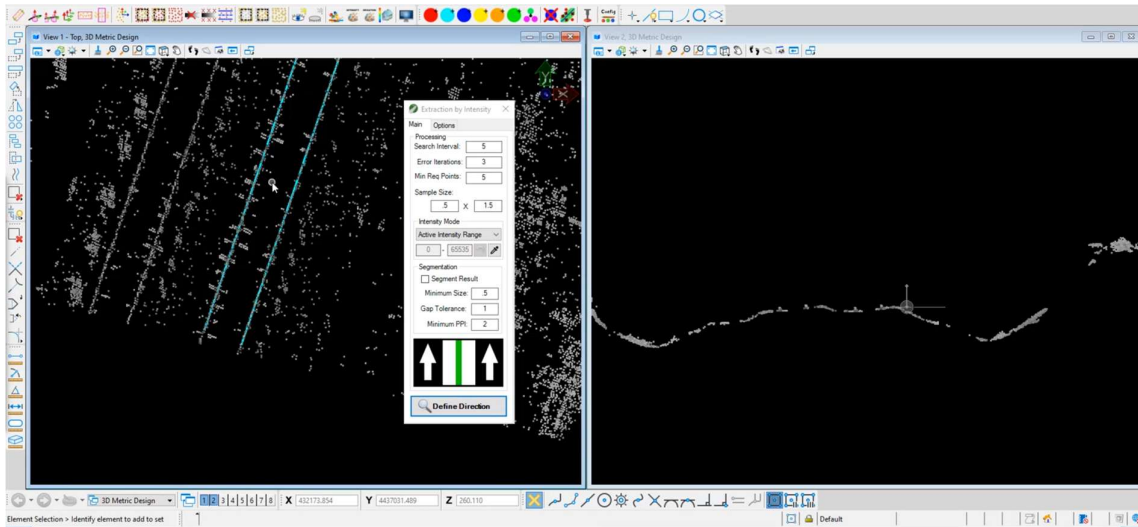 Config
View 1 - Top, 3D Metric Design
View 2, 3D Metric Design
Y
X
Extraction by Intensity
Main Options
Processing
Search Interval: 5
Error Iterations: 3
Min Req Points: 5
Sample Size:
.5 X 1.5
Intensity Mode
Active Intensity Range
0 - 65535
Segmentation
Segment Result
Minimum Size: .5
Gap Tolerance: 1
Minimum PPI: 2
Define Direction
3D Metric Design 1 2 3 4 5 6 7 8 X 432173.854 Y 4437031.489 Z 260.110
Element Selection > Identify element to add to set Default